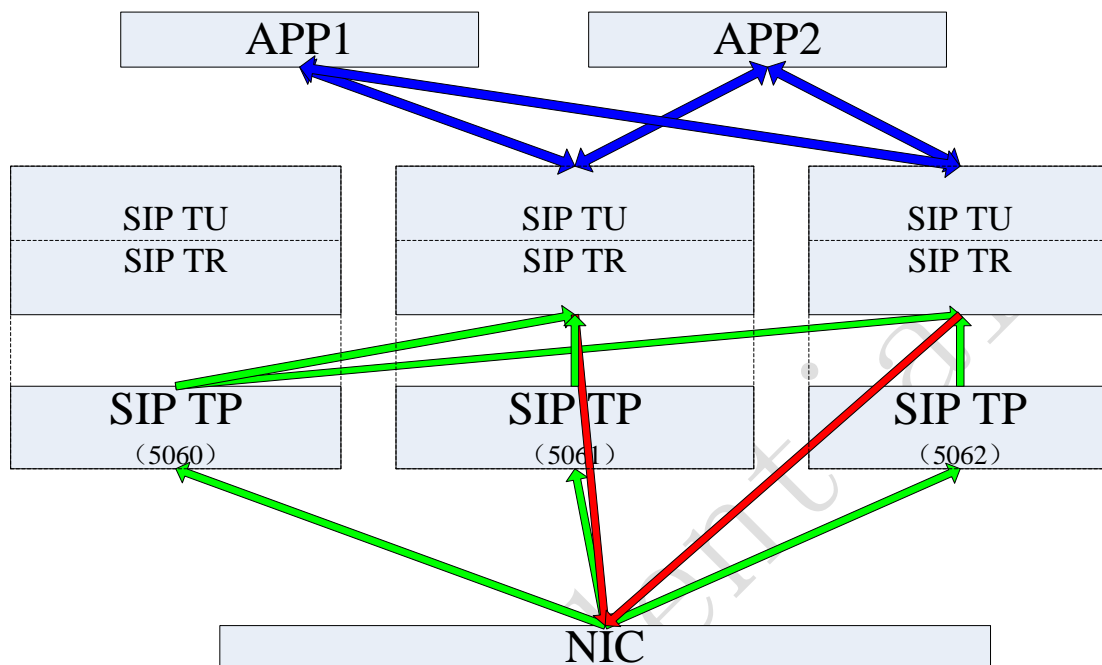 APP1 APP2
SIP TU SIP TU SIP TU
SIP TR SIP TR SIP TR
SIP TP SIP TP SIP TP
（5060） （5061） （5062）
NIC